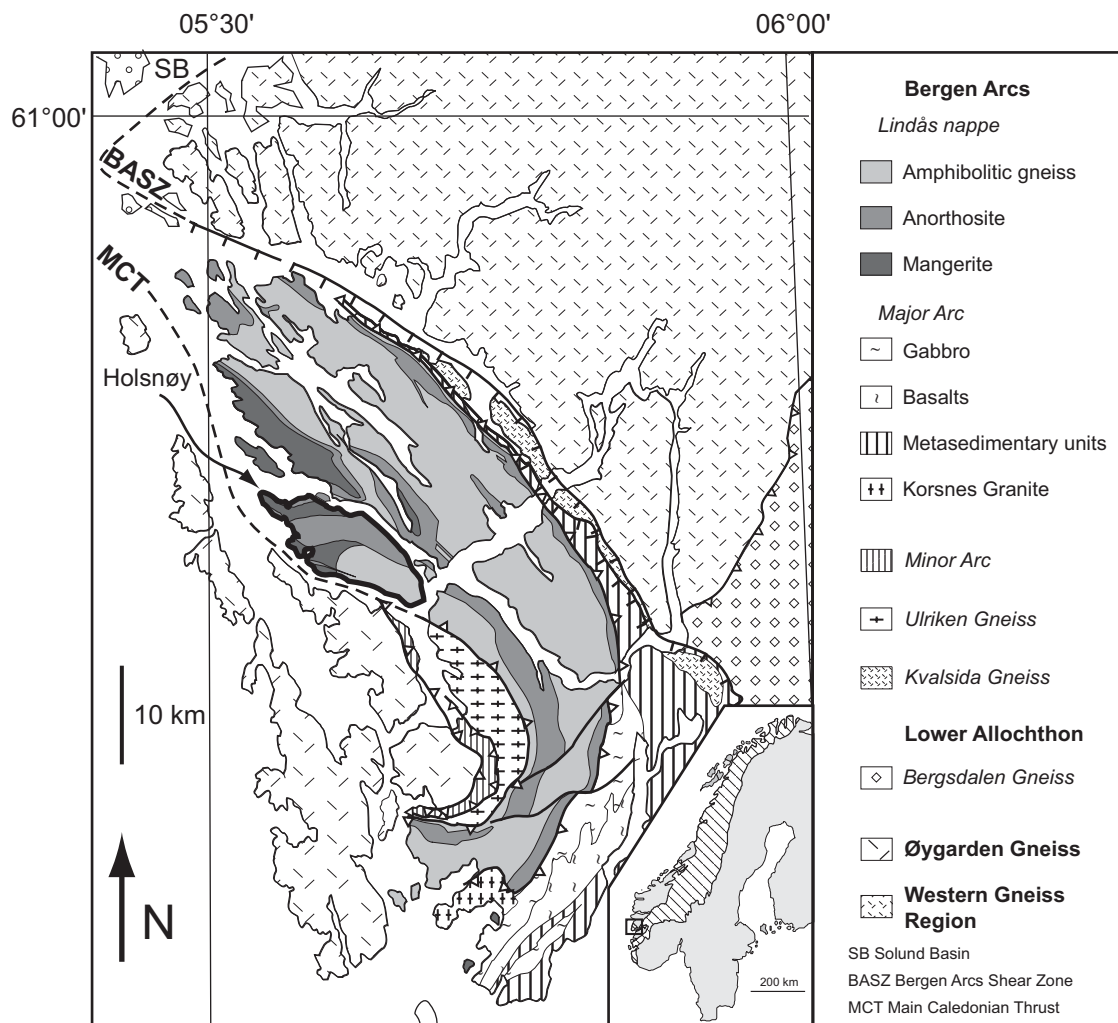 05°30'
06°00'
61°00'
SB
BASZ
MCT
Holsnøy
10 km
N
200 km
Bergen Arcs
Lindås nappe
Amphibolitic gneiss
Anorthosite
Mangerite
Major Arc
Gabbro
Basalts
Metasedimentary units
Korsnes Granite
Minor Arc
Ulriken Gneiss
Kvalsida Gneiss
Lower Allochthon
Bergsdalen Gneiss
Øygarden Gneiss
Western Gneiss
Region
SB Solund Basin
BASZ Bergen Arcs Shear Zone
MCT Main Caledonian Thrust